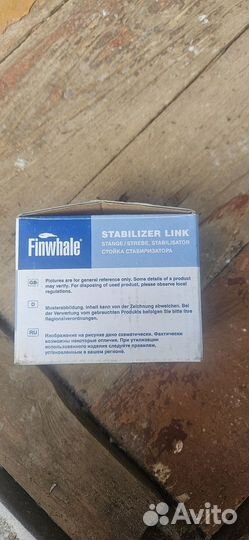 Finwhale
STABILIZER LINK
STANGE / STREBE, STABILISATOR
СТОЙКА СТАБИЛИЗАТОРА
GB
Pictures are for general reference only. Some details of a product
may verify. For disposing of used product, please observe local
regulations.
D
Musterabbildung. Inhalt kann von der Zeichnung abweichen. Bei
der Verwertung vom gebrauchten Produkts befolgen Sie bitte ihre
Regionalverordnungen.
RU
Изображение на рисунке дано схематически. Фактически
возможны некоторые отличия. При утилизации
использованного изделия следуйте правилам,
установленным в вашем регионе.
Avito